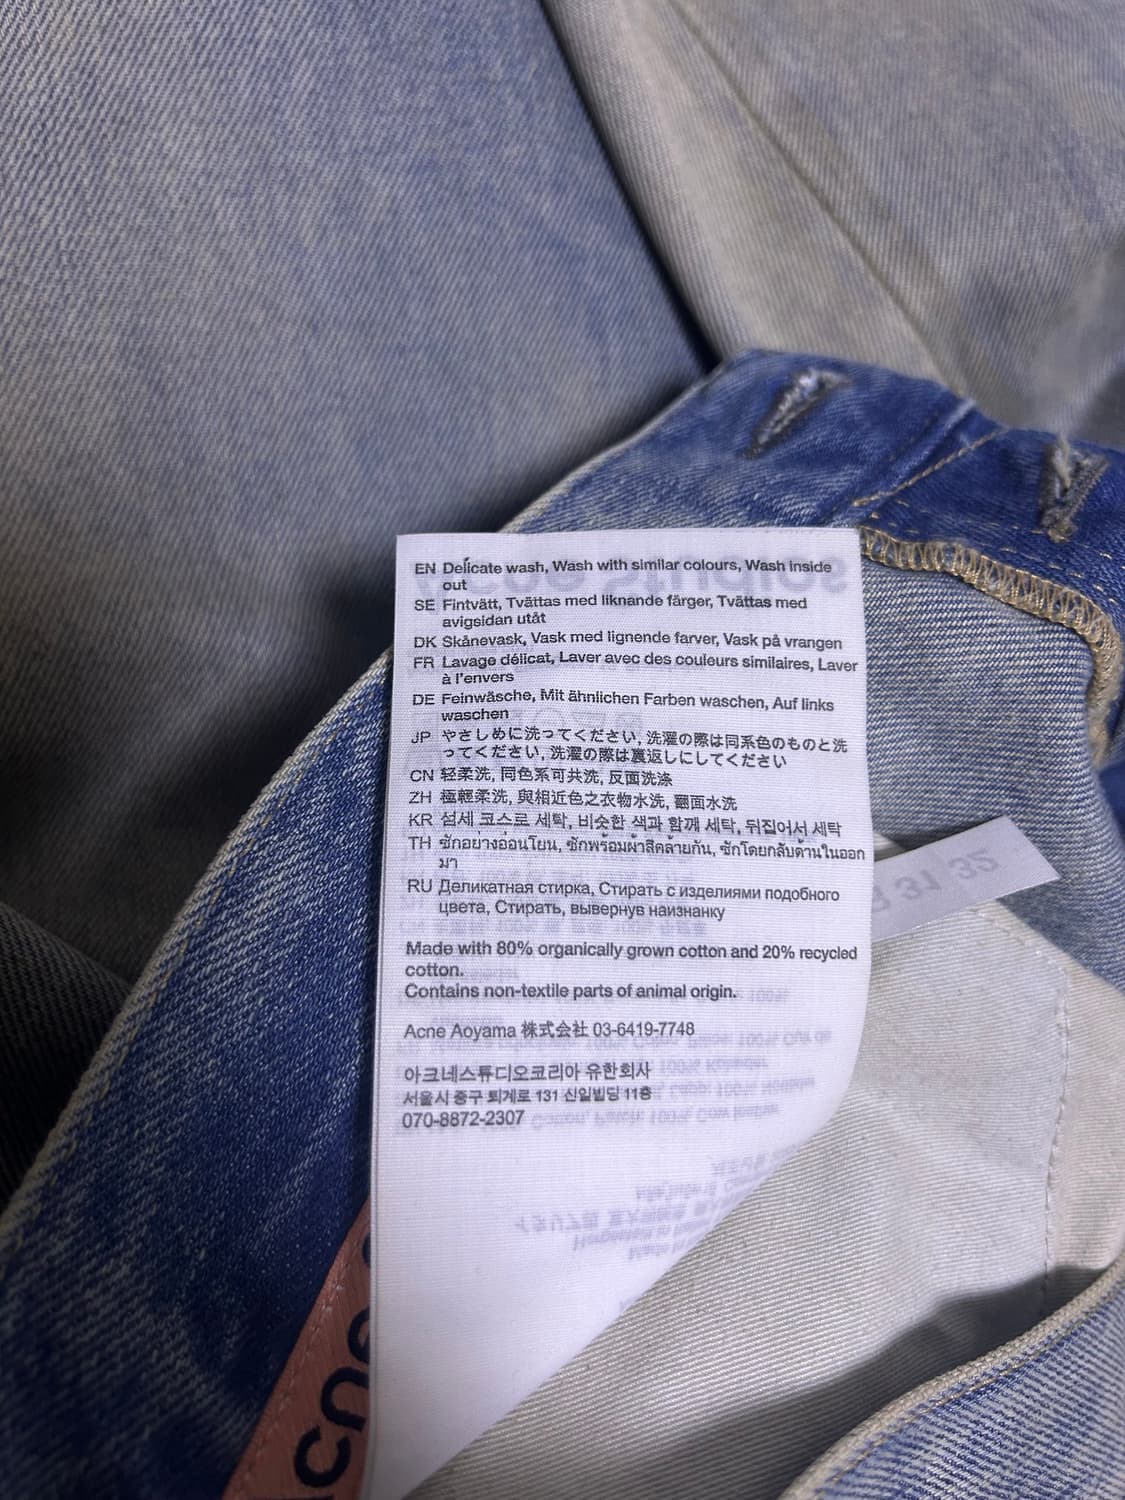 EN Delicate wash, Wash with similar colours, Wash inside
out
SE Fintvätt, Tvättas med liknande färger, Tvättas med
avigsidan utåt
DK Skånevask, Vask med lignende farver, Vask på vrangen
FR Lavage délicat, Laver avec des couleurs similaires, Laver
à l'envers
DE Feinwäsche, Mit ähnlichen Farben waschen, Auf links
waschen
JP やさしめに洗ってください, 洗濯の際は同系色のものと洗
ってください, 洗濯の際は裏返しにしてください
CN 轻柔洗, 同色系可共洗, 反面洗涤
ZH 極輕柔洗, 與相近色之衣物水洗, 翻面水洗
KR 섬세 코스로 세탁, 비슷한 색과 함께 세탁, 뒤집어서 세탁
TH ซักอย่างอ่อนโยน, ซักพร้อมผ้าสีคล้ายกัน, ซักโดยกลับด้านในออก
มา
RU Деликатная стирка, Стирать с изделиями подобного
цвета, Стирать, вывернув наизнанку
Made with 80% organically grown cotton and 20% recycled
cotton.
Contains non-textile parts of animal origin.
Acne Aoyama 株式会社 03-6419-7748
아크네스튜디오코리아 유한회사
서울시 중구 퇴계로 131 신일빌딩 11층
070-8872-2307
31 32
cne